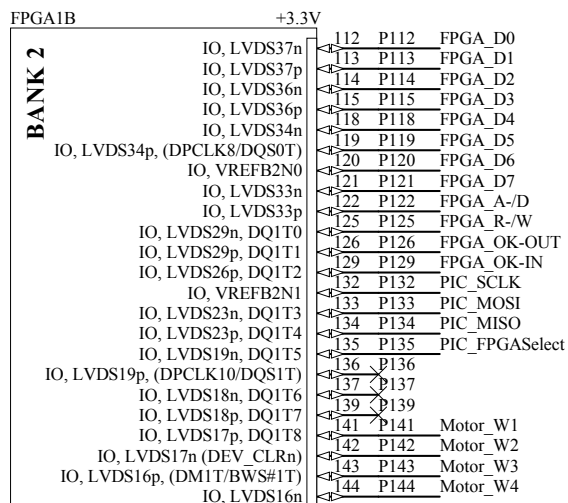 FPGA1B +3.3V
BANK 2
IO, LVDS37n 112 P112 FPGA_D0
IO, LVDS37p 113 P113 FPGA_D1
IO, LVDS36n 114 P114 FPGA_D2
IO, LVDS36p 115 P115 FPGA_D3
IO, LVDS34n 118 P118 FPGA_D4
IO, LVDS34p, (DPCLK8/DQS0T) 119 P119 FPGA_D5
IO, VREFB2N0 120 P120 FPGA_D6
IO, LVDS33n 121 P121 FPGA_D7
IO, LVDS33p 122 P122 FPGA_A-/D
IO, LVDS29n, DQ1T0 125 P125 FPGA_R-/W
IO, LVDS29p, DQ1T1 126 P126 FPGA_OK-OUT
IO, LVDS26p, DQ1T2 129 P129 FPGA_OK-IN
IO, VREFB2N1 132 P132 PIC_SCLK
IO, LVDS23n, DQ1T3 133 P133 PIC_MOSI
IO, LVDS23p, DQ1T4 134 P134 PIC_MISO
IO, LVDS19n, DQ1T5 135 P135 PIC_FPGASelect
IO, LVDS19p, (DPCLK10/DQS1T) 136 P136
IO, LVDS18n, DQ1T6 137 P137
IO, LVDS18p, DQ1T7 139 P139
IO, LVDS17p, DQ1T8 141 P141 Motor_W1
IO, LVDS17n (DEV_CLRn) 142 P142 Motor_W2
IO, LVDS16p, (DM1T/BWS#1T) 143 P143 Motor_W3
IO, LVDS16n 144 P144 Motor_W4